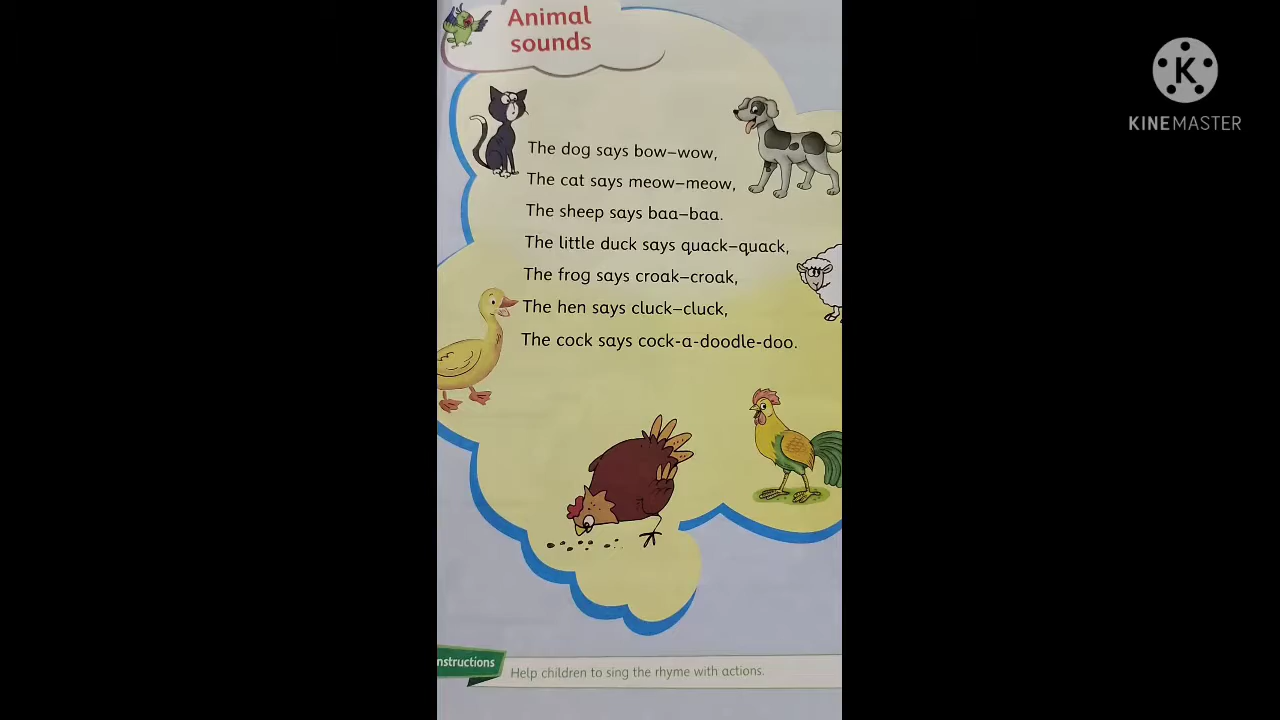 Animal
sounds
The dog says bow–wow,
The cat says meow–meow,
The sheep says baa–baa.
The little duck says quack–quack,
The frog says croak–croak,
The hen says cluck–cluck,
The cock says cock-a-doodle-doo.
nstructions
Help children to sing the rhyme with actions.
K
KINEMASTER